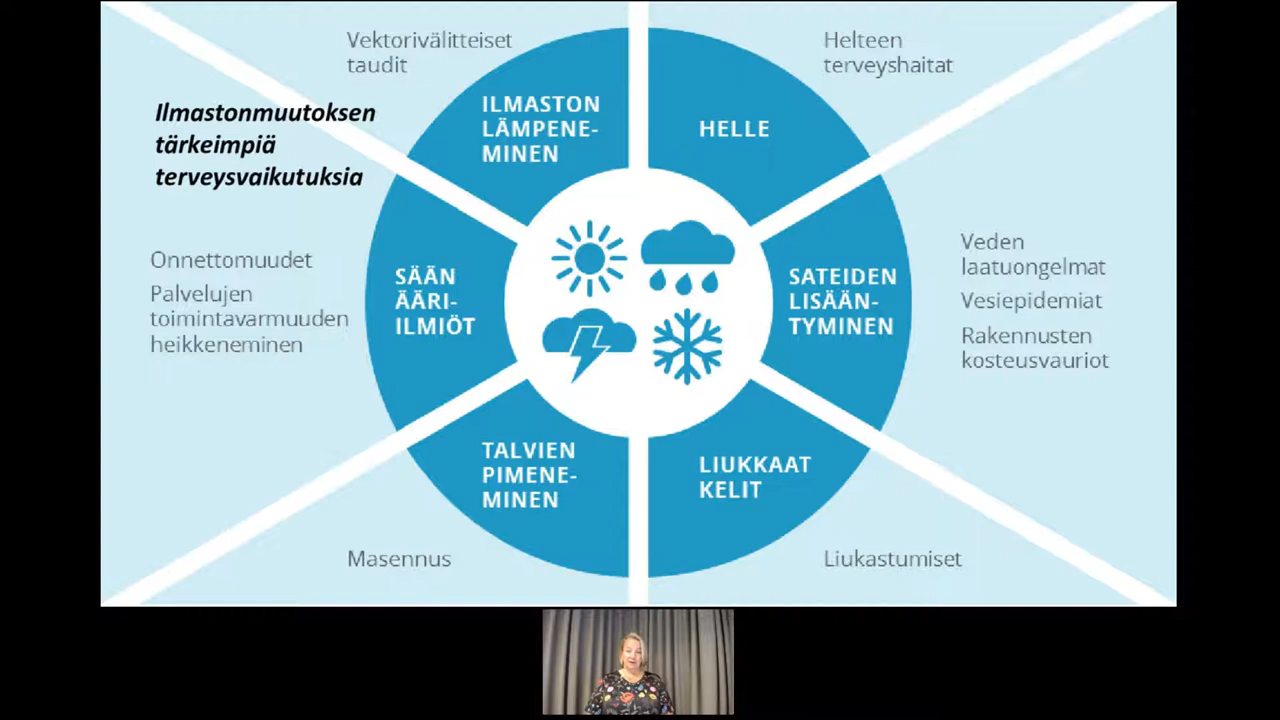 Ilmastonmuutoksen
tärkeimpiä
terveysvaikutuksia
Vektorivälitteiset
taudit
ILMASTON
LÄMPENE-
MINEN
Helteen
terveyshaitat
HELLE
Onnettomuudet
Palvelujen
toimintavarmuuden
heikkeneminen
SÄÄN
ÄÄRI-
ILMIÖT
SATEIDEN
LISÄÄN-
TYMINEN
Veden
laatuongelmat
Vesiepidemiat
Rakennusten
kosteusvauriot
TALVIEN
PIMENE-
MINEN
Masennus
LIUKKAAT
KELIT
Liukastumiset